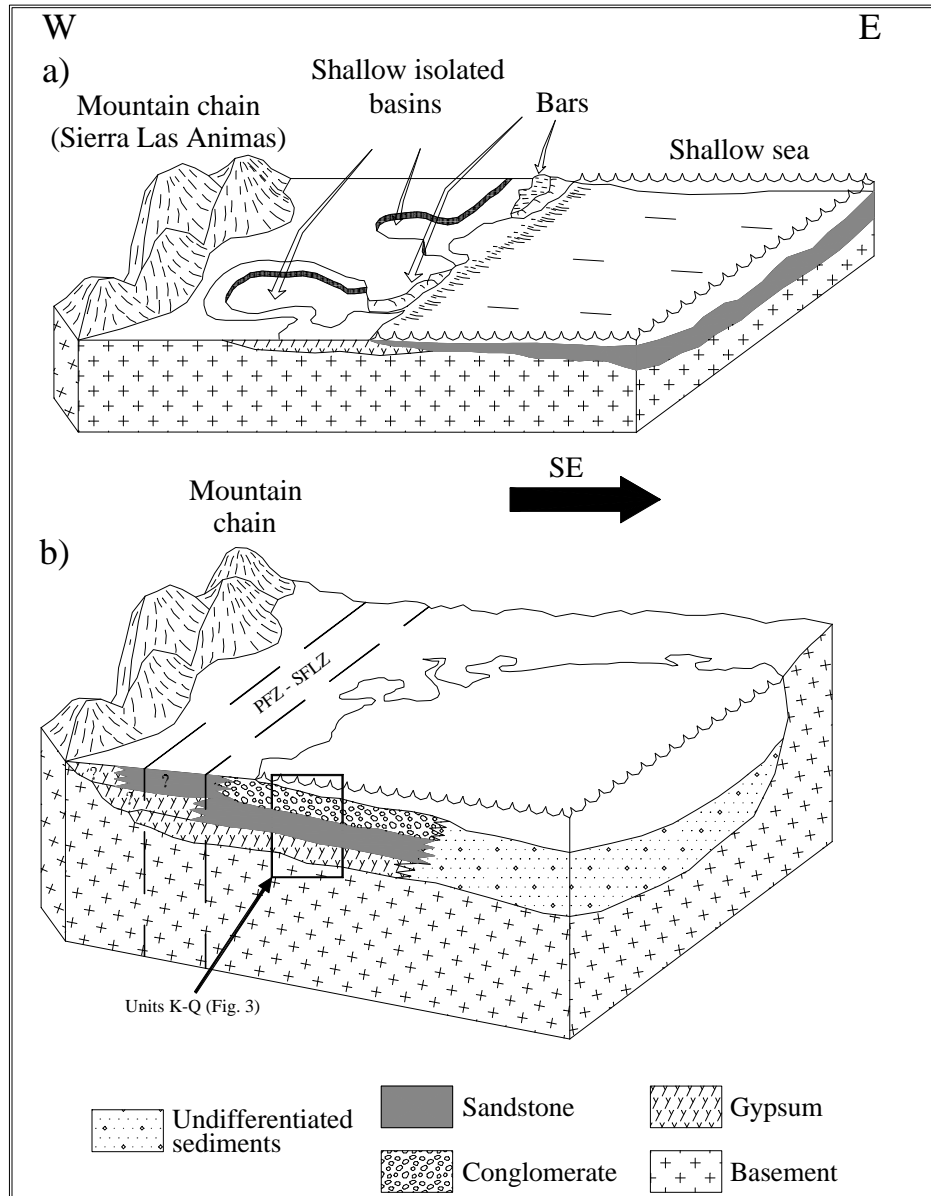 W
E
a)
Shallow isolated
basins
Mountain chain
(Sierra Las Animas)
Bars
Shallow sea
SE
Mountain
chain
b)
PFZ - SFLZ
?
?
?
Units K-Q (Fig. 3)
Undifferentiated
sediments
Sandstone
Gypsum
Conglomerate
Basement